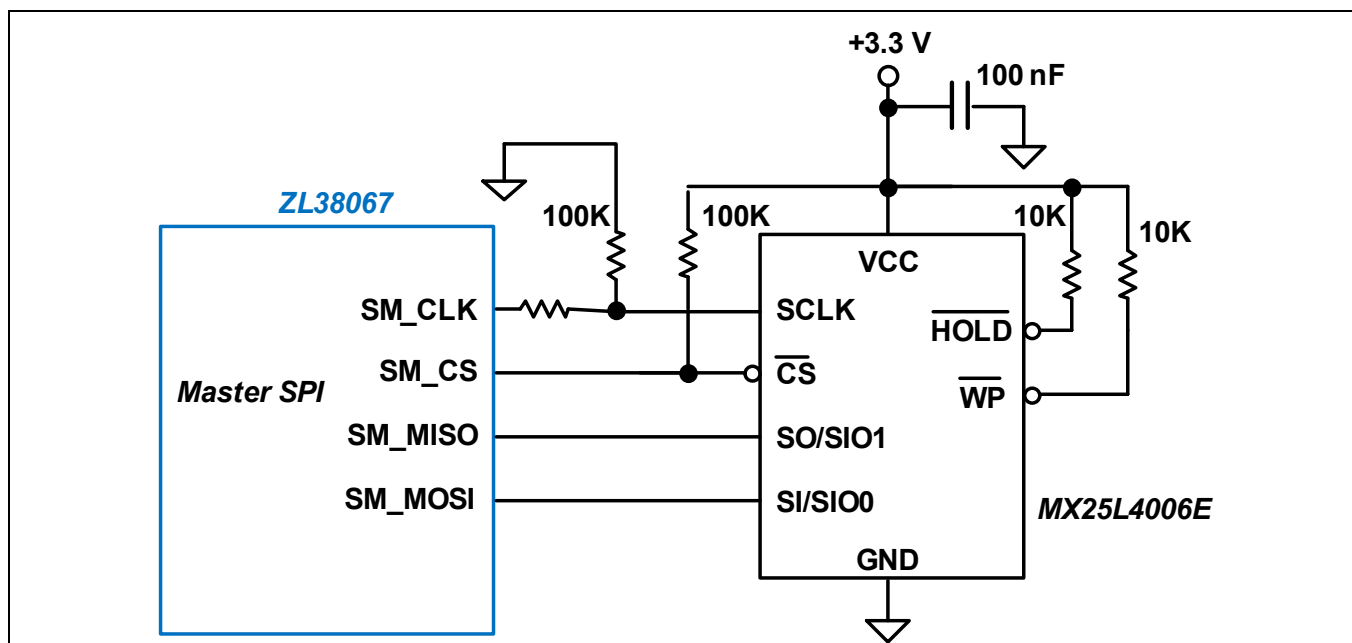 +3.3 V
100 nF
ZL38067
100K
100K
10K
10K
VCC
SM_CLK
SCLK
HOLD
SM_CS
CS
Master SPI
WP
SM_MISO
SO/SIO1
SM_MOSI
SI/SIO0
MX25L4006E
GND